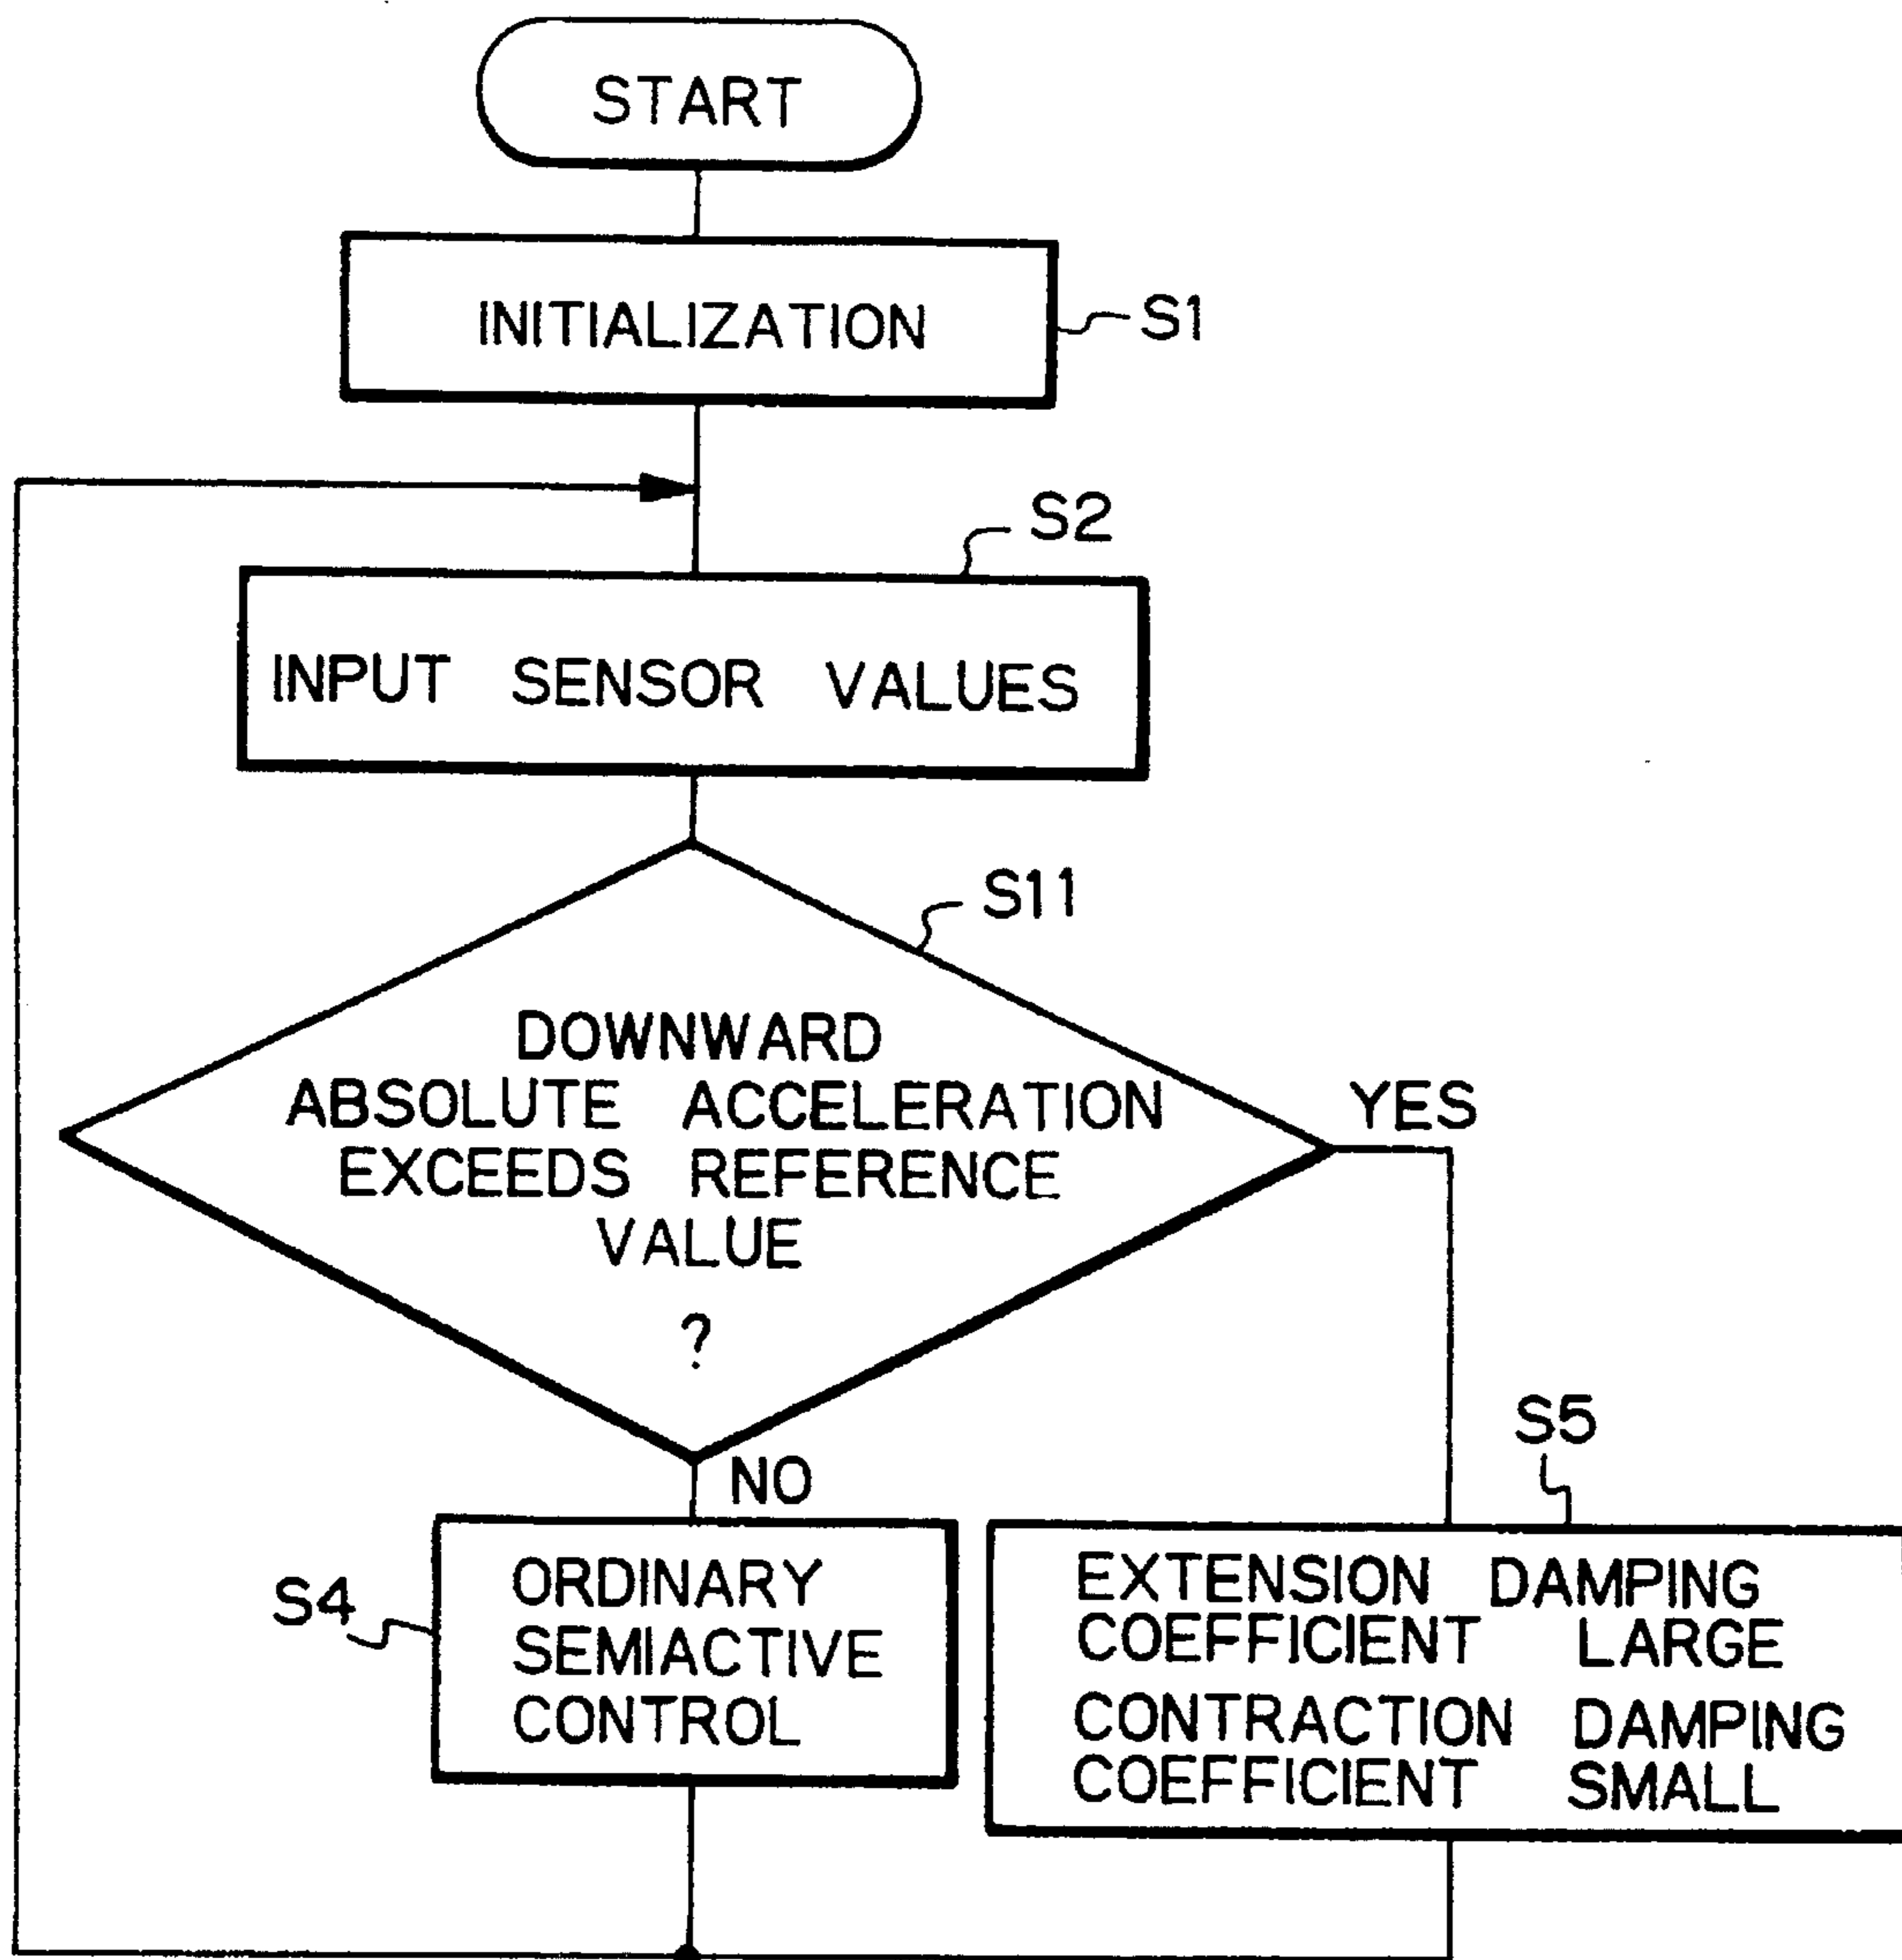 START
INITIALIZATION
S1
S2
INPUT SENSOR VALUES
S11
DOWNWARD
ABSOLUTE ACCELERATION
EXCEEDS REFERENCE
VALUE
?
YES
NO
S4
ORDINARY
SEMIACTIVE
CONTROL
S5
EXTENSION DAMPING
COEFFICIENT LARGE
CONTRACTION DAMPING
COEFFICIENT SMALL